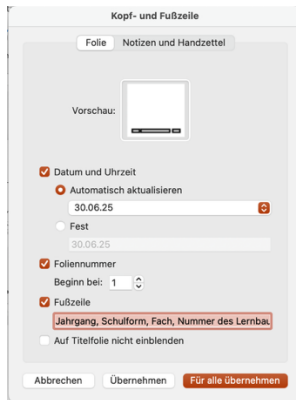 Kopf- und Fußzeile
Folie Notizen und Handzettel
Vorschau:
Datum und Uhrzeit
Automatisch aktualisieren
30.06.25
Fest
30.06.25
Foliennummer
Beginn bei: 1
Fußzeile
Jahrgang, Schulform, Fach, Nummer des Lernbau
Auf Titelfolie nicht einblenden
Abbrechen Übernehmen Für alle übernehmen